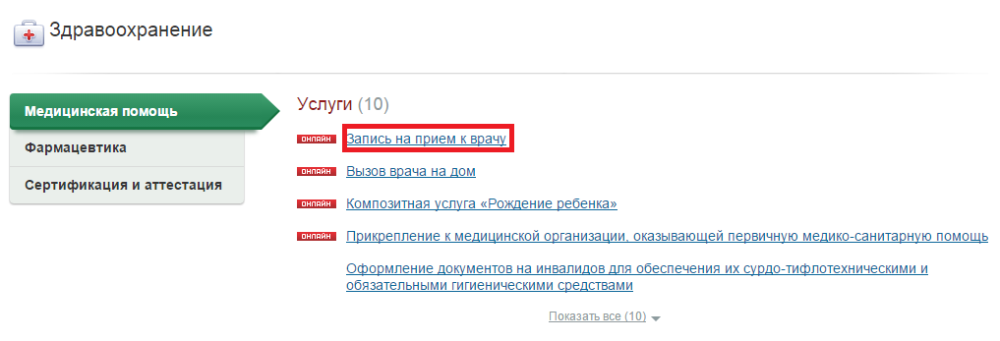 Здравоохранение
Медицинская помощь
Фармацевтика
Сертификация и аттестация
Услуги (10)
ОНЛАЙН Запись на прием к врачу
ОНЛАЙН Вызов врача на дом
ОНЛАЙН Композитная услуга «Рождение ребенка»
ОНЛАЙН Прикрепление к медицинской организации, оказывающей первичную медико-санитарную помощь
Оформление документов на инвалидов для обеспечения их сурдо-тифлотехническими и
обязательными гигиеническими средствами
Показать все (10)